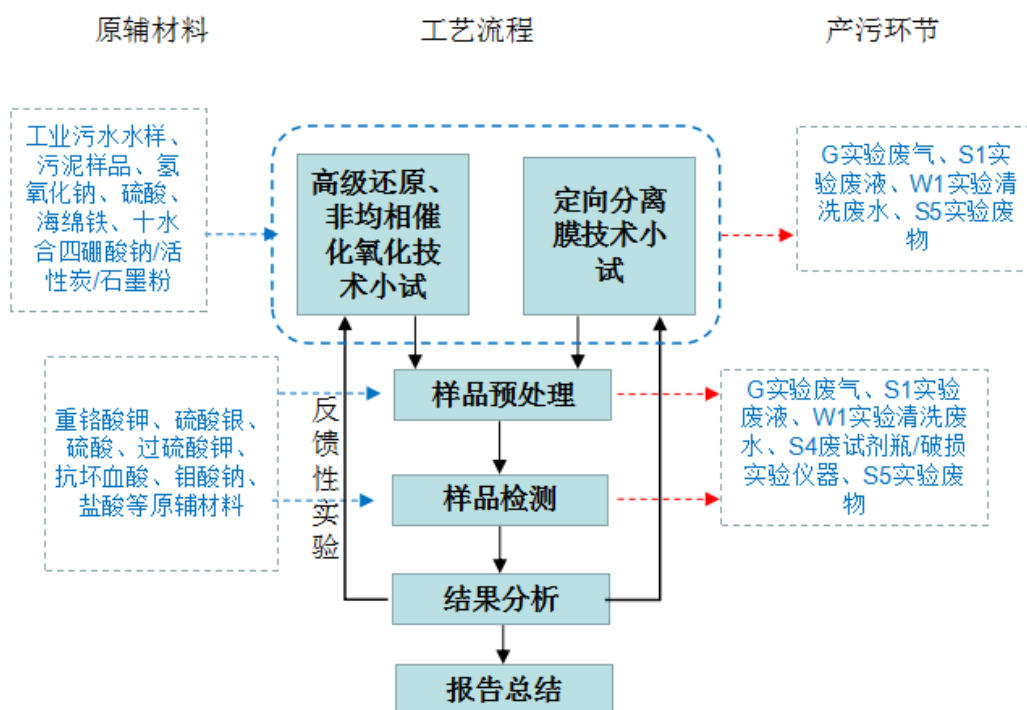 原辅材料
工艺流程
产污环节
工业污水水样、
污泥样品、氢
氧化钠、硫酸、
海绵铁、十水
合四硼酸钠/活
性炭/石墨粉
高级还原、
非均相催
化氧化技
术小试
定向分离
膜技术小
试
G实验废气、S1实
验废液、W1实验清
洗废水、S5实验废
物
重铬酸钾、硫酸银、
硫酸、过硫酸钾、
抗坏血酸、钼酸钠、
盐酸等原辅材料
反
馈
性
实
验
样品预处理
样品检测
结果分析
报告总结
G实验废气、S1实验
废液、W1实验清洗废
水、S4废试剂瓶/破损
实验仪器、S5实验废
物